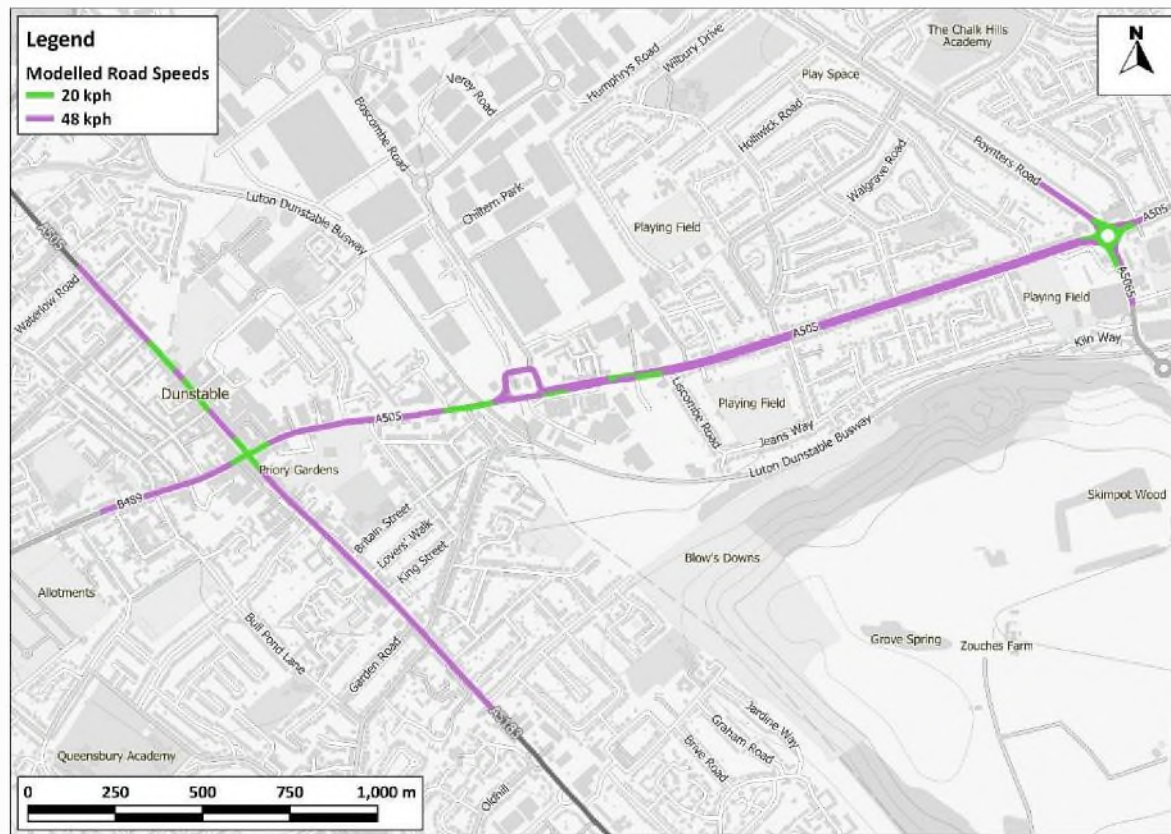 Legend
Modelled Road Speeds
20 kph
48 kph
N
The Chalk Hills
Academy
Play Space
Humphrys Road
Wilbury Drive
Verey Road
Boscombe Road
Holliwick Road
Poynters Road
Walgrave Road
Chiltern Park
Luton Dunstable Busway
Playing Field
A505
A505
A5065
Waterlow Road
Playing Field
A505
Kiln Way
Dunstable
A505
Liscombe Road
Playing Field
Jeans Way
Luton Dunstable Busway
Priory Gardens
B489
Skimpot Wood
Britain Street
Lovers' Walk
King Street
Blow's Downs
Allotments
Bull Pond Lane
Garden Road
Grove Spring
Zouches Farm
A5183
Jardine Way
Graham Road
Brive Road
Queensbury Academy
Oldhill
0 250 500 750 1,000 m